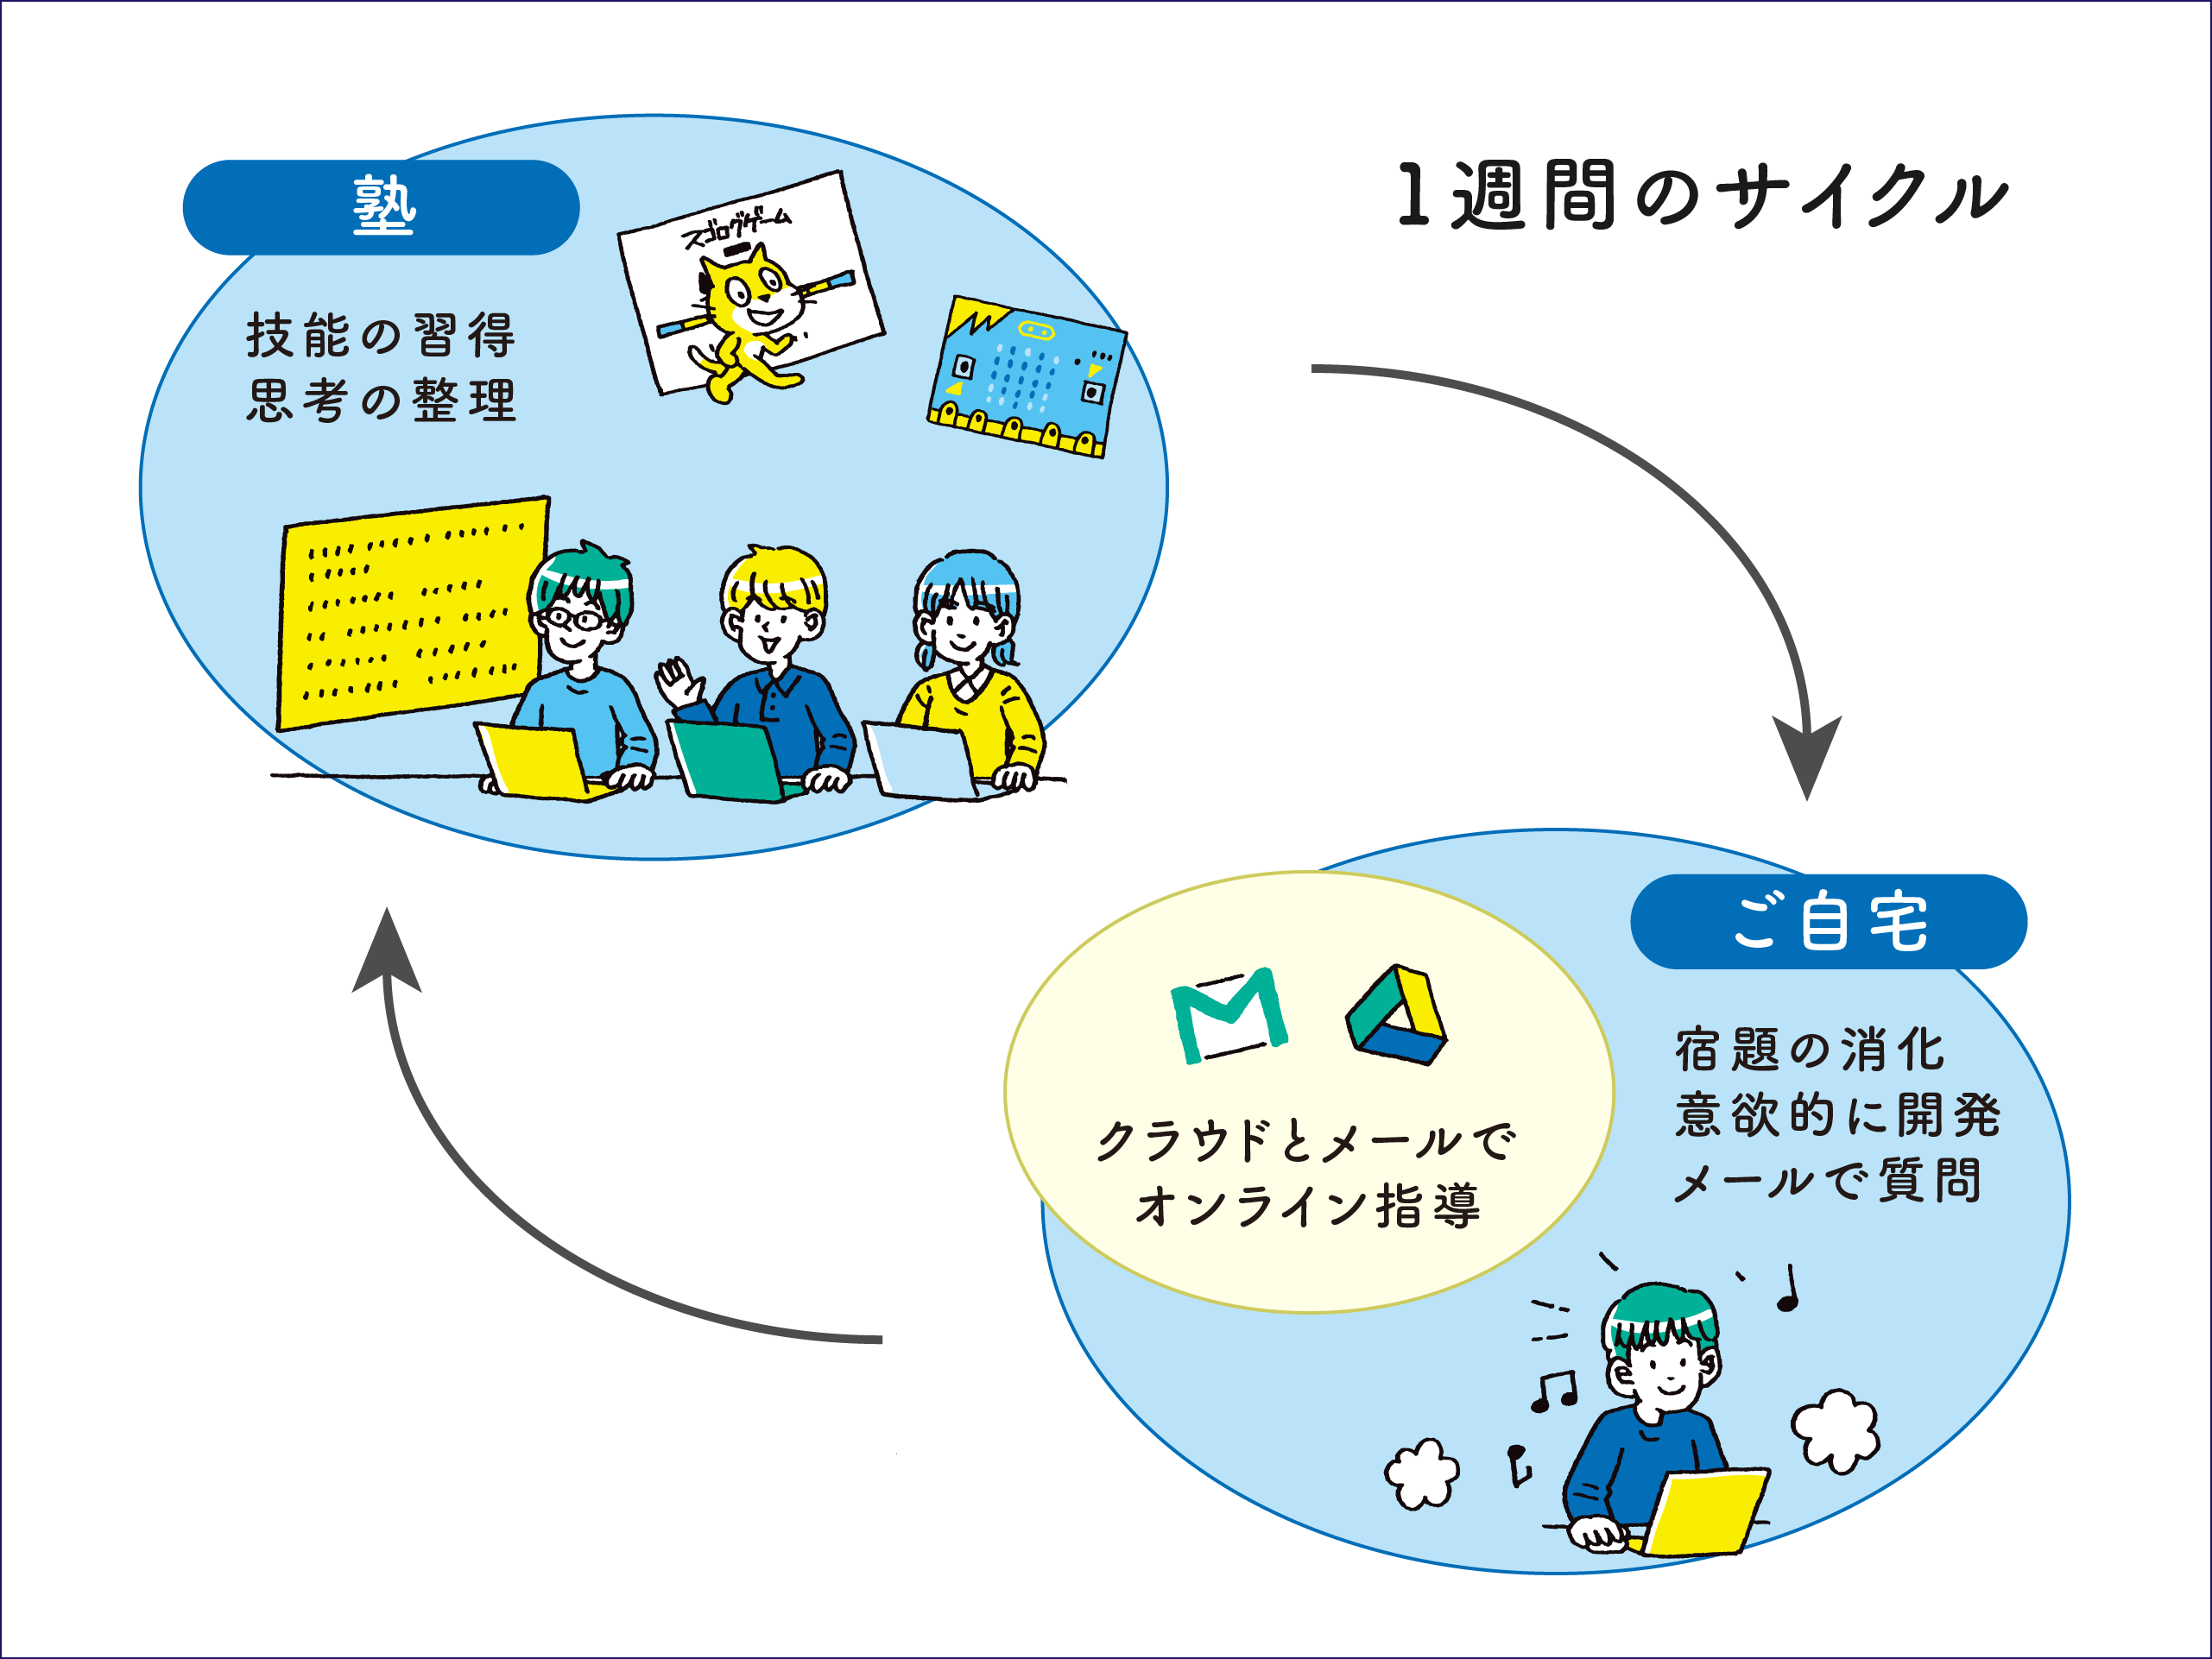 1週間のサイクル
塾
技能の習得
思考の整理
スゴロクゲーム
ご自宅
宿題の消化
意欲的に開発
メールで質問
クラウドとメールで
オンライン指導